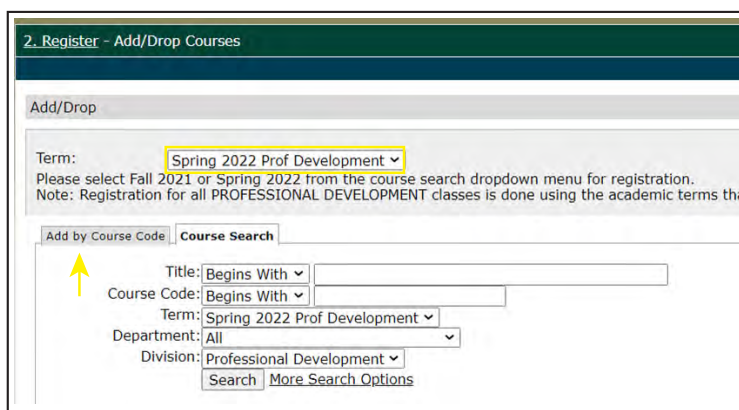 2. Register - Add/Drop Courses
Add/Drop
Term: Spring 2022 Prof Development
Please select Fall 2021 or Spring 2022 from the course search dropdown menu for registration.
Note: Registration for all PROFESSIONAL DEVELOPMENT classes is done using the academic terms
Add by Course Code Course Search
Title: Begins With
Course Code: Begins With
Term: Spring 2022 Prof Development
Department: All
Division: Professional Development
Search More Search Options